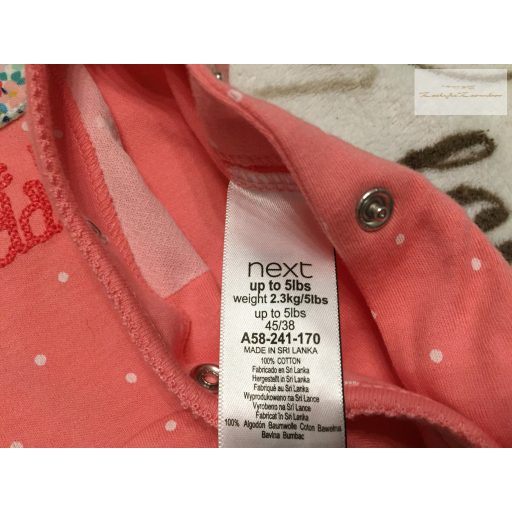 next
up to 5lbs
weight 2.3kg/5lbs
up to 5lbs
45/38
A58-241-170
MADE IN SRI LANKA
100% COTTON
Fabricado en Sri Lanka
Hergestellt in Sri Lanka
Fabriqué au Sri Lanka
Wyprodukowano na Sri Lance
Vyrobeno na Sri Lance
Fabricat în Sri Lanka
100% Algodón Baumwolle Coton Bawełna
Bavlna Bumbac